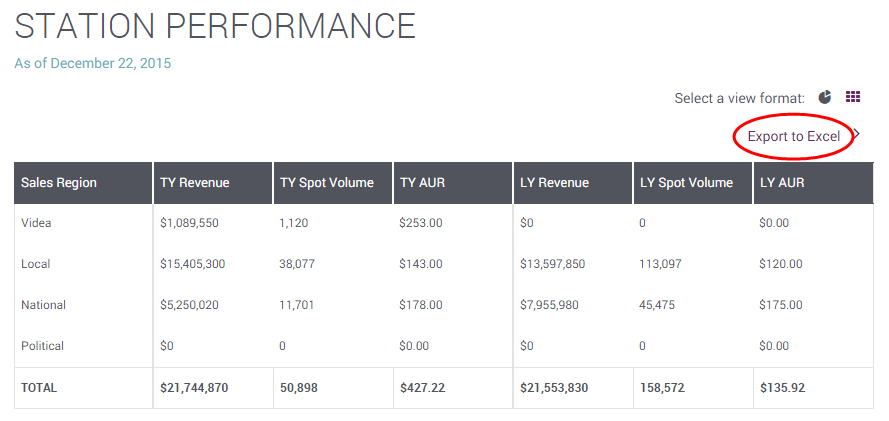 STATION PERFORMANCE
As of December 22, 2015
Select a view format:
Export to Excel
Sales Region TY Revenue TY Spot Volume TY AUR LY Revenue LY Spot Volume LY AUR
Videa $1,089,550 1,120 $253.00 $0 0 $0.00
Local $15,405,300 38,077 $143.00 $13,597,850 113,097 $120.00
National $5,250,020 11,701 $178.00 $7,955,980 45,475 $175.00
Political $0 0 $0.00 $0 0 $0.00
TOTAL $21,744,870 50,898 $427.22 $21,553,830 158,572 $135.92